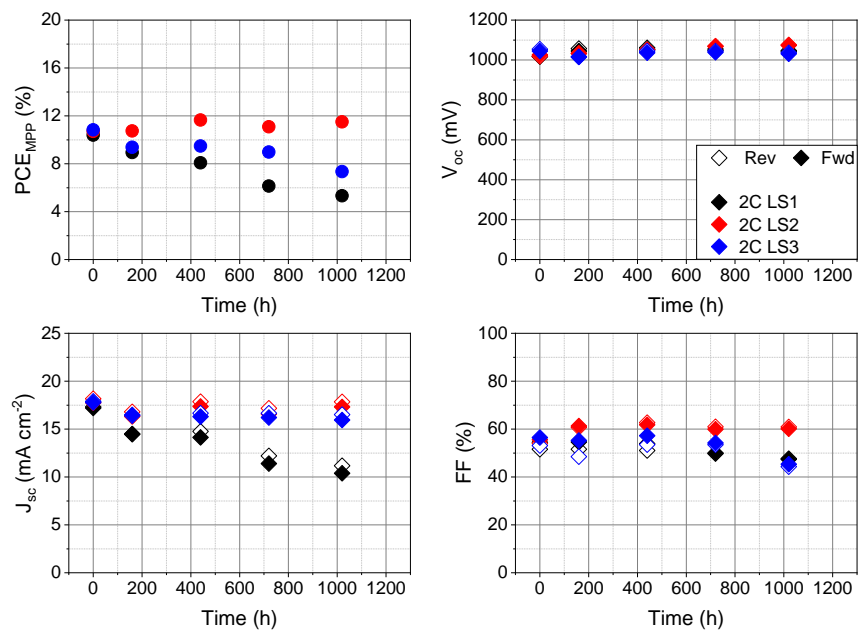 20
16
12
8
4
0
PCE_MPP (%)
0 200 400 600 800 1000 1200
Time (h)
1200
1000
800
600
400
200
0
V_oc (mV)
Rev Fwd
2C LS1
2C LS2
2C LS3
0 200 400 600 800 1000 1200
Time (h)
25
20
15
10
5
0
J_sc (mA cm⁻²)
0 200 400 600 800 1000 1200
Time (h)
100
80
60
40
20
0
FF (%)
0 200 400 600 800 1000 1200
Time (h)